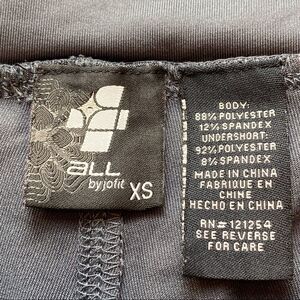 all
by jofit
XS
BODY:
88% POLYESTER
12% SPANDEX
UNDERSHORT:
92% POLYESTER
8% SPANDEX
MADE IN CHINA
FABRIQUE EN
CHINE
HECHO EN CHINA
RN# 121254
SEE REVERSE
FOR CARE